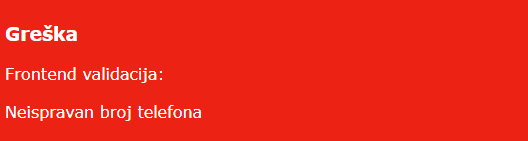 Greška
Frontend validacija:
Neispravan broj telefona